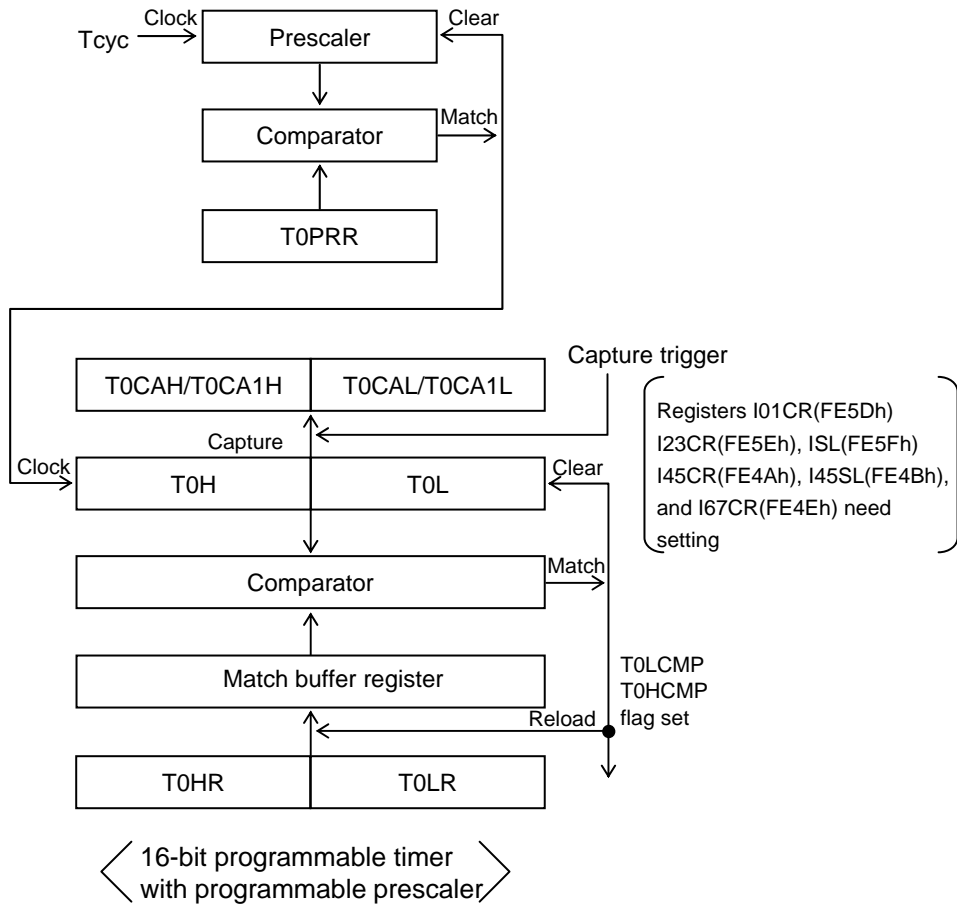 Clock
Tcyc
Prescaler
Clear
Comparator
Match
T0PRR
Capture trigger
T0CAH/T0CA1H
T0CAL/T0CA1L
Registers I01CR(FE5Dh)
I23CR(FE5Eh), ISL(FE5Fh)
I45CR(FE4Ah), I45SL(FE4Bh),
and I67CR(FE4Eh) need
setting
Capture
Clock
T0H
T0L
Clear
Comparator
Match
Match buffer register
T0LCMP
T0HCMP
flag set
Reload
T0HR
T0LR
16-bit programmable timer
with programmable prescaler